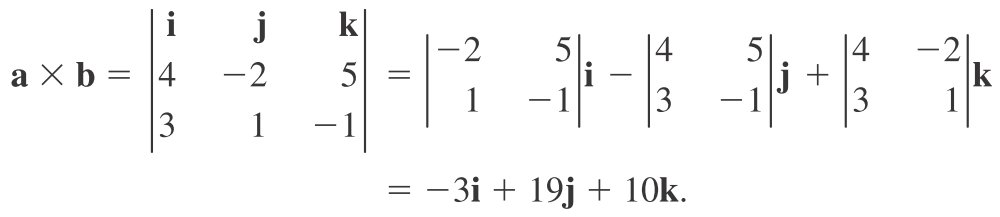 a × b = |i j k; 4 −2 5; 3 1 −1| = |−2 5; 1 −1|i − |4 5; 3 −1|j + |4 −2; 3 1|k
= −3i + 19j + 10k.